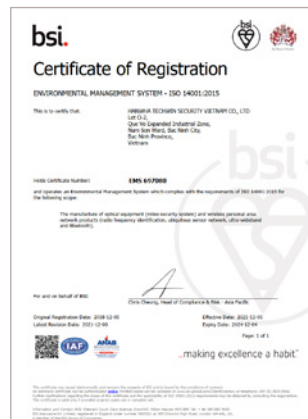 bsi.
Certificate of Registration
ENVIRONMENTAL MANAGEMENT SYSTEM - ISO 14001:2015
This is to certify that:
HANWHA TECHWIN SECURITY VIETNAM CO., LTD
Lot O-2,
Que Vo Expanded Industrial Zone,
Nam Son Ward, Bac Ninh City,
Bac Ninh Province,
Vietnam
Holds Certificate Number:
EMS 697080
and operates an Environmental Management System which complies with the requirements of ISO 14001:2015 for
the following scope:
The manufacture of optical equipment (video security system) and wireless personal area
network products (radio frequency identification, ubiquitous sensor network, ultra-wideband
and Bluetooth).
For and on behalf of BSI:
Chris Cheung, Head of Compliance & Risk - Asia Pacific
Original Registration Date: 2018-12-05
Effective Date: 2021-12-05
Latest Revision Date: 2021-12-03
Expiry Date: 2024-12-04
Page: 1 of 1
IAF
ANAB
...making excellence a habit.
bsi